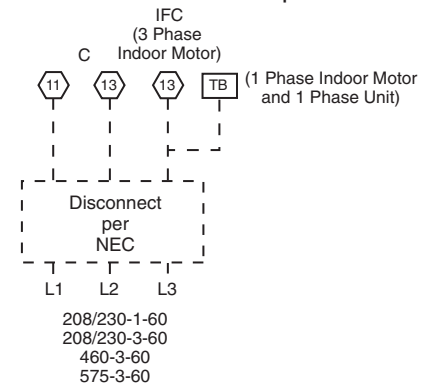 IFC
(3 Phase
Indoor Motor)
C
11 13 13 TB
(1 Phase Indoor Motor
and 1 Phase Unit)
Disconnect
per
NEC
L1 L2 L3
208/230-1-60
208/230-3-60
460-3-60
575-3-60